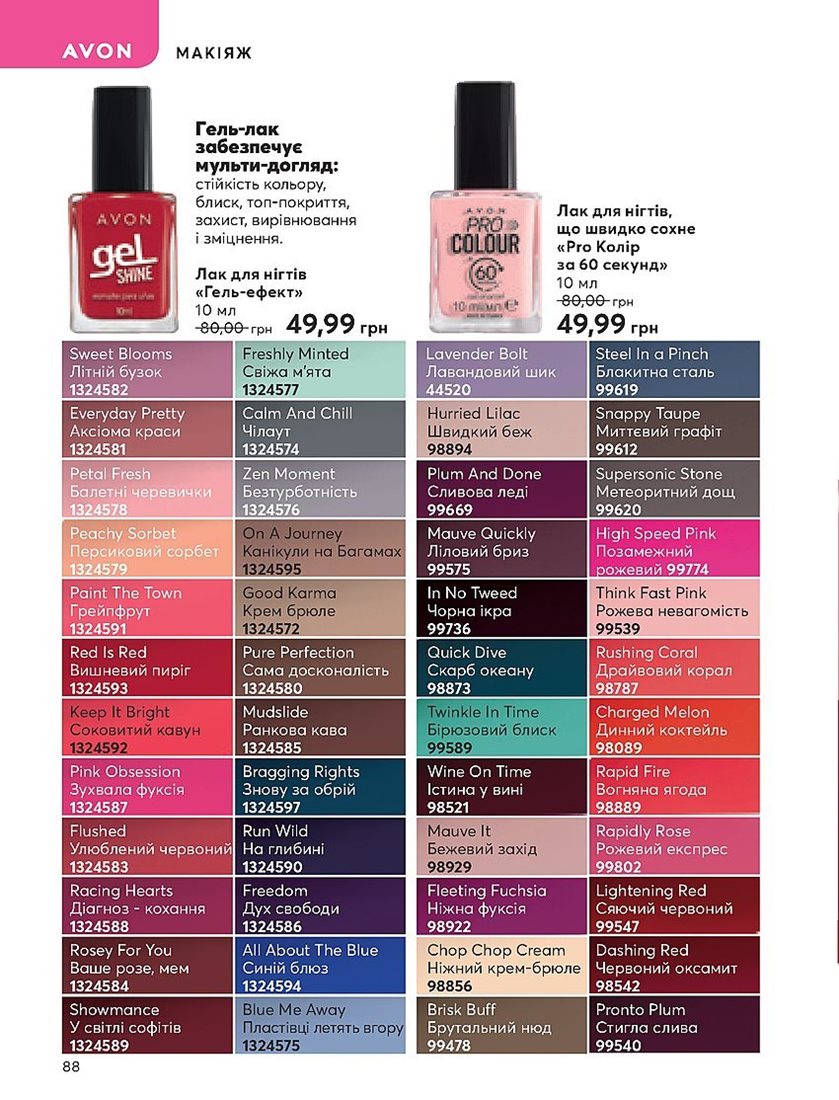 AVON
МАКІЯЖ
Гель-лак
забезпечує
мульти-догляд:
стійкість кольору,
блиск, топ-покриття,
захист, вирівнювання
і зміцнення.
Лак для нігтів
«Гель-ефект»
10 мл
80,00 грн 49,99 грн
AVON
gel
SHINE
esmalte para uñas
10ml
AVON
PRO
COLOUR
60
Лак для нігтів,
що швидко сохне
«Pro Колір
за 60 секунд»
10 мл
80,00 грн
49,99 грн
Sweet Blooms
Літній бузок
1324582
Freshly Minted
Свіжа м'ята
1324577
Everyday Pretty
Аксіома краси
1324581
Calm And Chill
Чілаут
1324574
Petal Fresh
Балетні черевички
1324578
Zen Moment
Безтурботність
1324576
Peachy Sorbet
Персиковий сорбет
1324579
On A Journey
Канікули на Багамах
1324595
Paint The Town
Грейпфрут
1324591
Good Karma
Крем брюле
1324572
Red Is Red
Вишневий пиріг
1324593
Pure Perfection
Сама досконалість
1324580
Keep It Bright
Соковитий кавун
1324592
Mudslide
Ранкова кава
1324585
Pink Obsession
Зухвала фуксія
1324587
Bragging Rights
Знову за обрій
1324597
Flushed
Улюблений червоний
1324583
Run Wild
На глибині
1324590
Racing Hearts
Діагноз - кохання
1324588
Freedom
Дух свободи
1324586
Rosey For You
Ваше розе, мем
1324584
All About The Blue
Синій блюз
1324594
Showmance
У світлі софітів
1324589
Blue Me Away
Пластівці летять вгору
1324575
Lavender Bolt
Лавандовий шик
44520
Steel In a Pinch
Блакитна сталь
99619
Hurried Lilac
Швидкий беж
98894
Snappy Taupe
Миттєвий графіт
99612
Plum And Done
Сливова леді
99669
Supersonic Stone
Метеоритний дощ
99620
Mauve Quickly
Ліловий бриз
99575
High Speed Pink
Позамежний
рожевий 99774
In No Tweed
Чорна ікра
99736
Think Fast Pink
Рожева невагомість
99539
Quick Dive
Скарб океану
98873
Rushing Coral
Драйвовий корал
98787
Twinkle In Time
Бірюзовий блиск
99589
Charged Melon
Динний коктейль
98089
Wine On Time
Істина у вині
98521
Rapid Fire
Вогняна ягода
98889
Mauve It
Бежевий захід
98929
Rapidly Rose
Рожевий експрес
99802
Fleeting Fuchsia
Ніжна фуксія
98922
Lightening Red
Сяючий червоний
99547
Chop Chop Cream
Ніжний крем-брюле
98856
Dashing Red
Червоний оксамит
98542
Brisk Buff
Брутальний нюд
99478
Pronto Plum
Стигла слива
99540
88